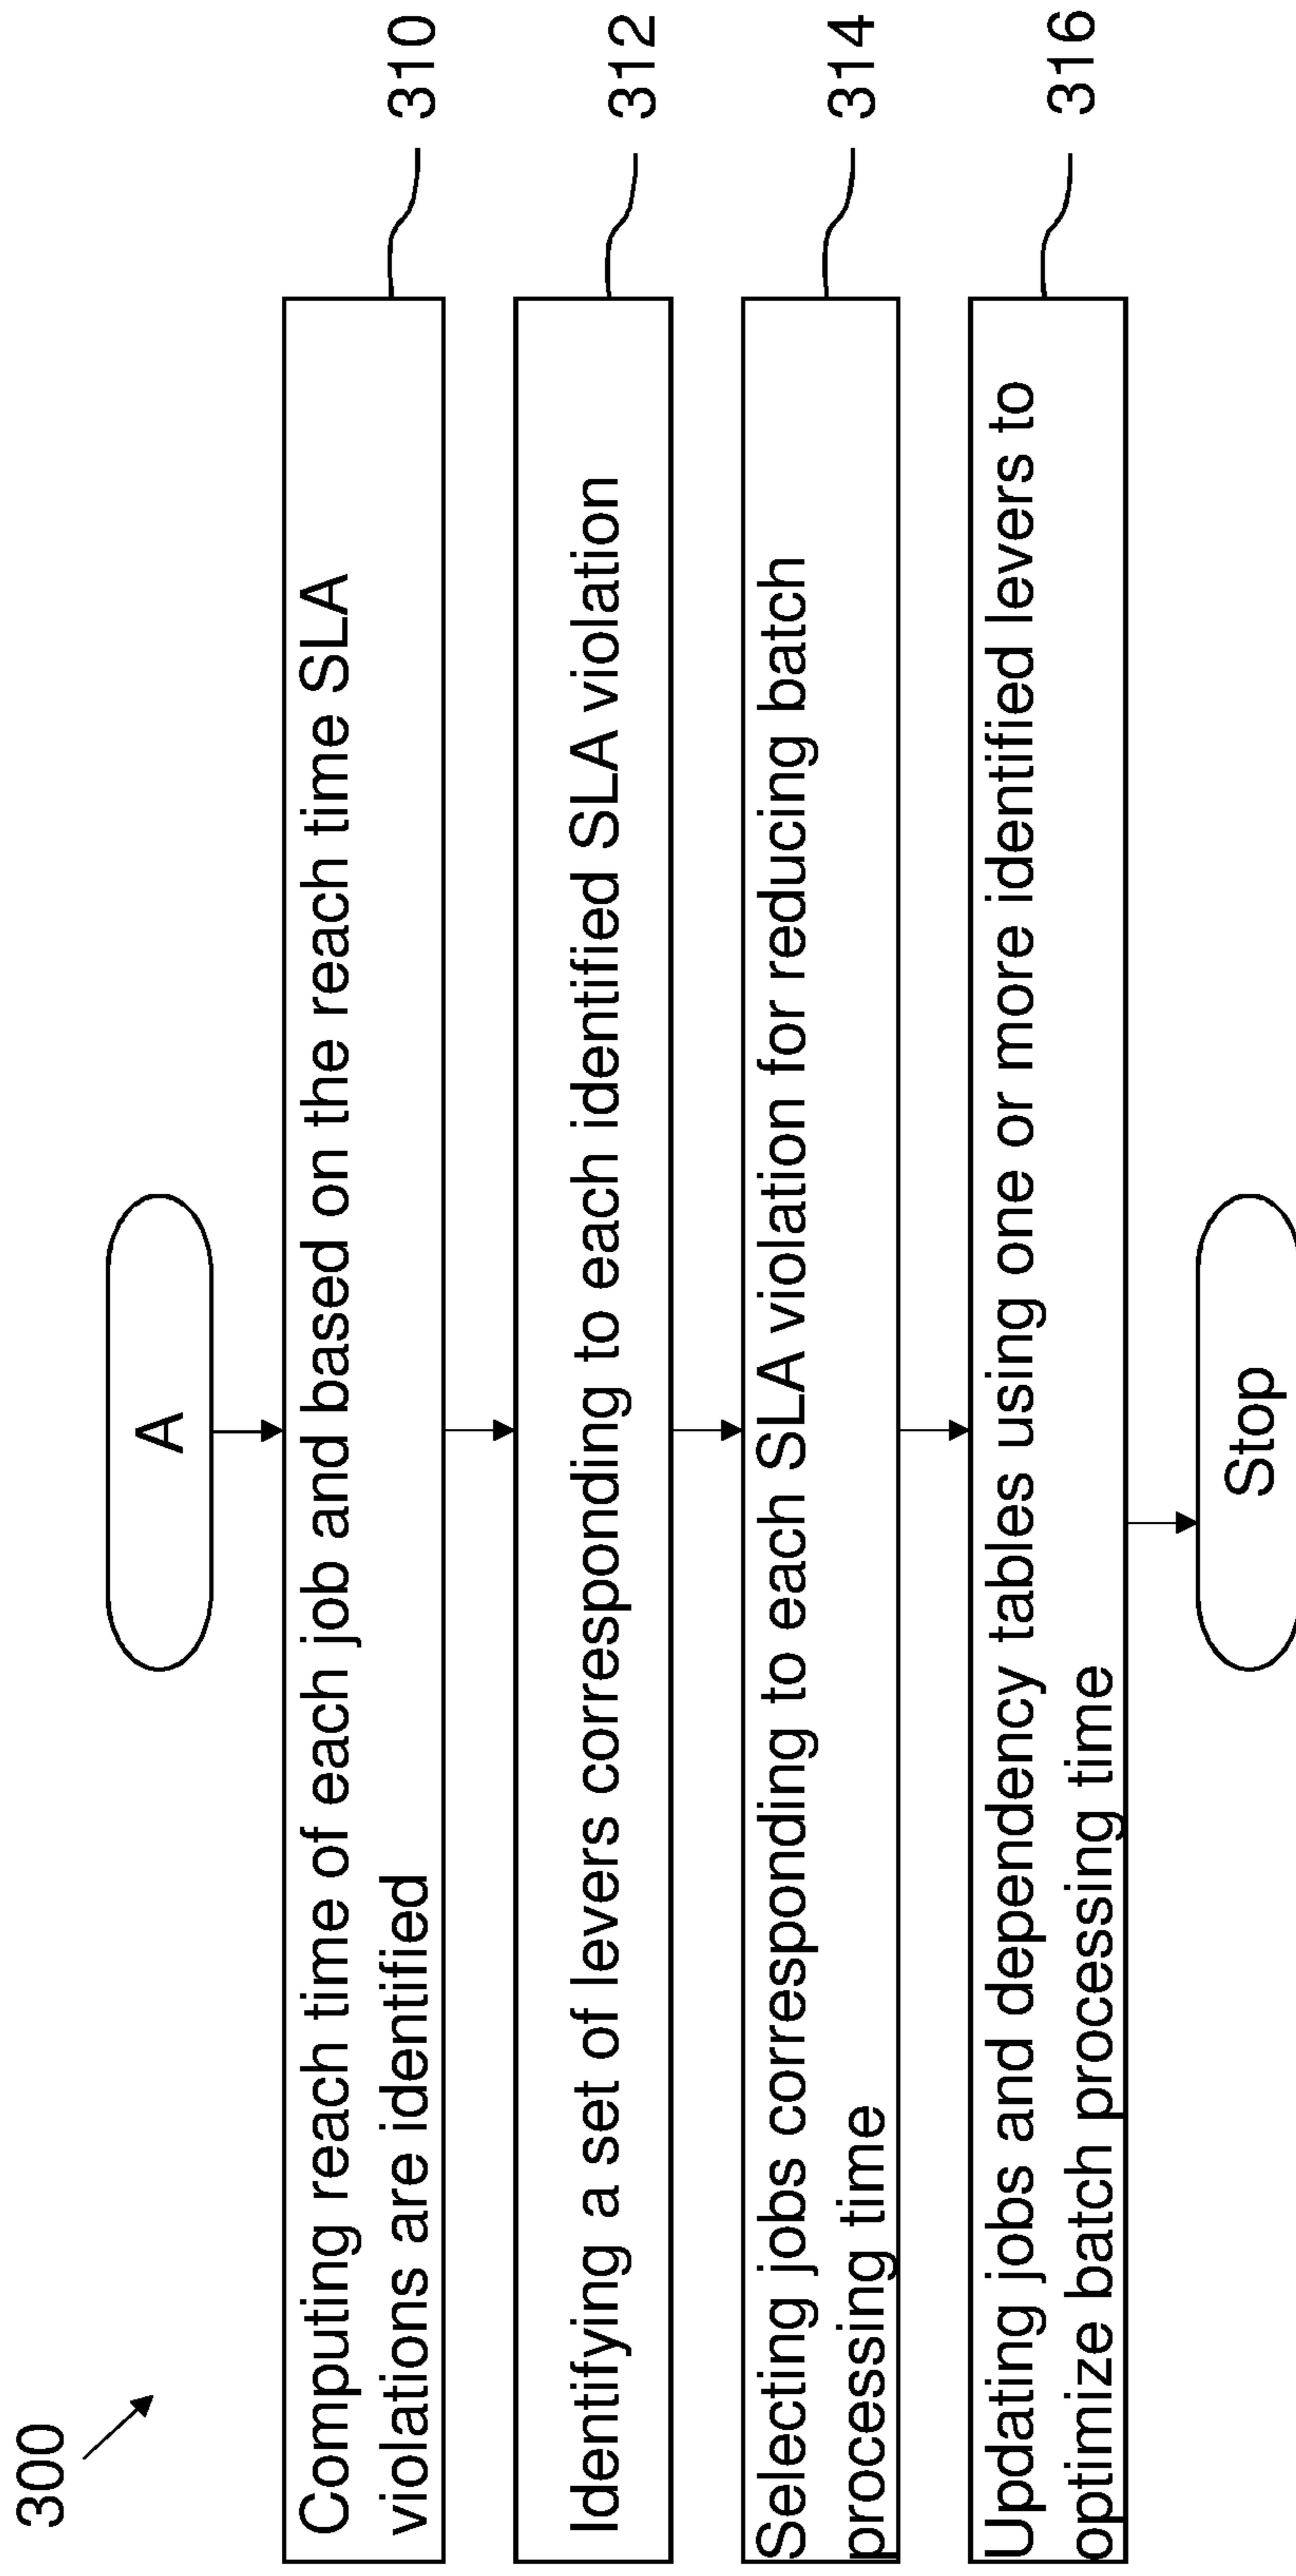 300
A
Computing reach time of each job and based on the reach time SLA
violations are identified
310
Identifying a set of levers corresponding to each identified SLA violation
312
Selecting jobs corresponding to each SLA violation for reducing batch
processing time
314
Updating jobs and dependency tables using one or more identified levers to
optimize batch processing time
316
Stop